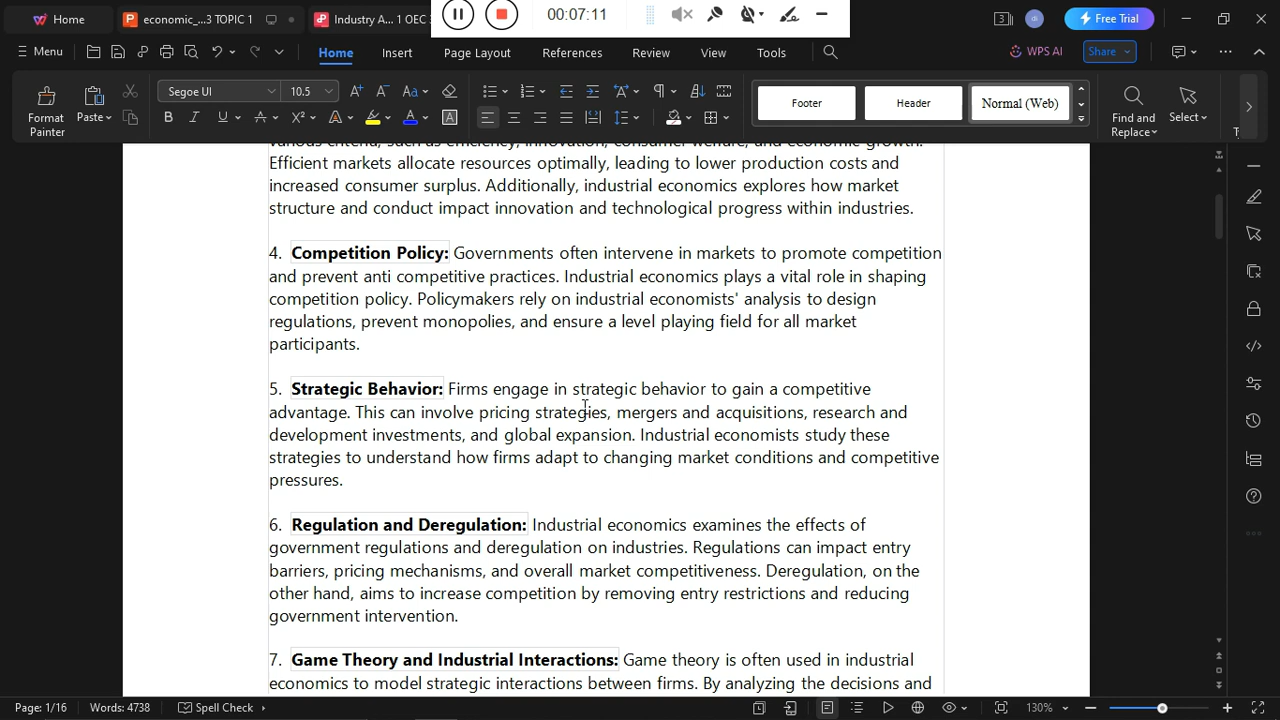 Home
economic_in...TOPIC 1
Industry A... 1 OEC
00:07:11
Free Trial
Menu
Home
Insert
Page Layout
References
Review
View
Tools
WPS AI
Share
Format Painter
Paste
Segoe UI
10.5
Footer
Header
Normal (Web)
Find and Replace
Select
Efficient markets allocate resources optimally, leading to lower production costs and
increased consumer surplus. Additionally, industrial economics explores how market
structure and conduct impact innovation and technological progress within industries.
4. Competition Policy: Governments often intervene in markets to promote competition
and prevent anti competitive practices. Industrial economics plays a vital role in shaping
competition policy. Policymakers rely on industrial economists' analysis to design
regulations, prevent monopolies, and ensure a level playing field for all market
participants.
5. Strategic Behavior: Firms engage in strategic behavior to gain a competitive
advantage. This can involve pricing strategies, mergers and acquisitions, research and
development investments, and global expansion. Industrial economists study these
strategies to understand how firms adapt to changing market conditions and competitive
pressures.
6. Regulation and Deregulation: Industrial economics examines the effects of
government regulations and deregulation on industries. Regulations can impact entry
barriers, pricing mechanisms, and overall market competitiveness. Deregulation, on the
other hand, aims to increase competition by removing entry restrictions and reducing
government intervention.
7. Game Theory and Industrial Interactions: Game theory is often used in industrial
economics to model strategic interactions between firms. By analyzing the decisions and
Page: 1/16
Words: 4738
Spell Check
130%